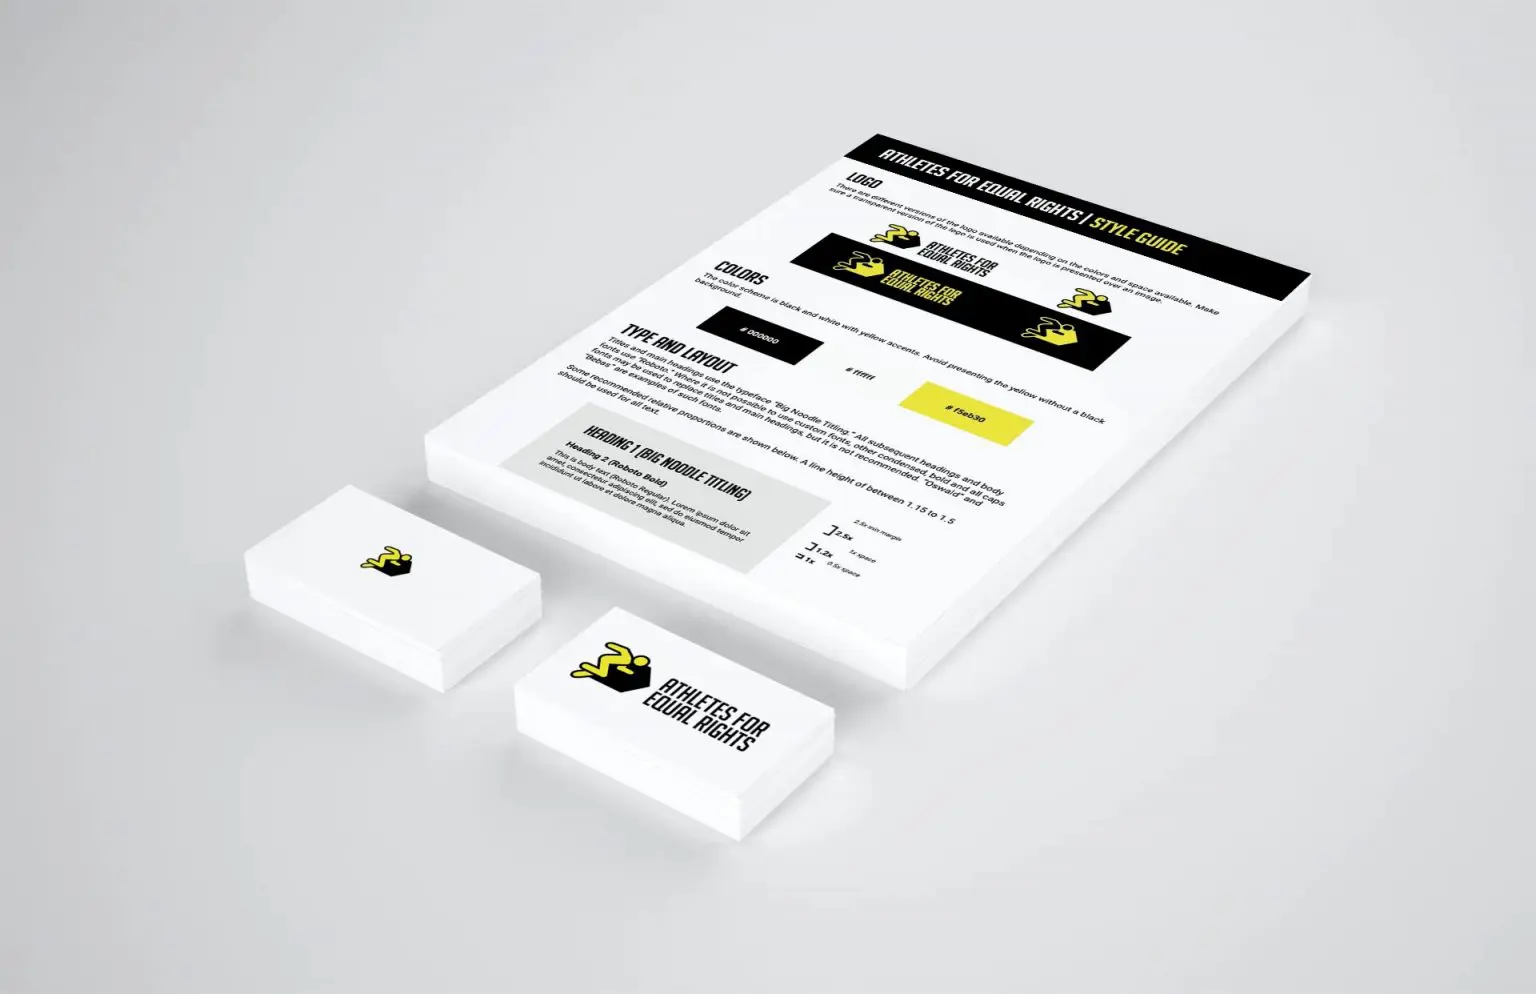 ATHLETES FOR EQUAL RIGHTS | STYLE GUIDE
LOGO
There are different versions of the logo available depending on the colors and space available. Make
sure a transparent version of the logo is used when the logo is presented over an image.
ATHLETES FOR
EQUAL RIGHTS
ATHLETES FOR
EQUAL RIGHTS
COLORS
The color scheme is black and white with yellow accents. Avoid presenting the yellow without a black
background.
# 000000
# ffffff
# f5eb30
TYPE AND LAYOUT
Titles and main headings use the typeface "Big Noodle Titling." All subsequent headings and body
fonts use "Roboto." Where it is not possible to use custom fonts, other condensed, bold and all caps
fonts may be used to replace titles and main headings, but it is not recommended. "Oswald" and
"Bebas" are examples of such fonts.
Some recommended relative proportions are shown below. A line height of between 1.15 to 1.5
should be used for all text.
HEADING 1 (BIG NOODLE TITLING)
Heading 2 (Roboto Bold)
This is body text (Roboto Regular). Lorem ipsum dolor sit
amet, consectetur adipiscing elit, sed do eiusmod tempor
incididunt ut labore et dolore magna aliqua.
2.5x min margin
2.5x
1x space
1.2x
0.5x space
1x
ATHLETES FOR
EQUAL RIGHTS